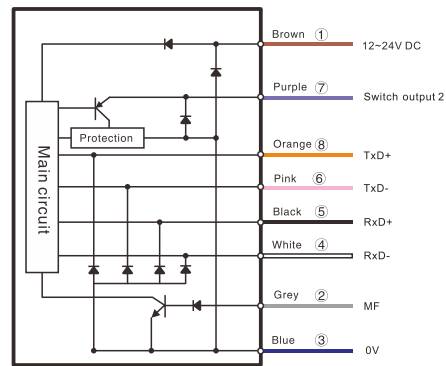 Brown ①
12~24V DC
Purple ⑦
Switch output 2
Protection
Orange ⑧
TxD+
Pink ⑥
TxD-
Main circuit
Black ⑤
RxD+
White ④
RxD-
Grey ②
MF
Blue ③
0V